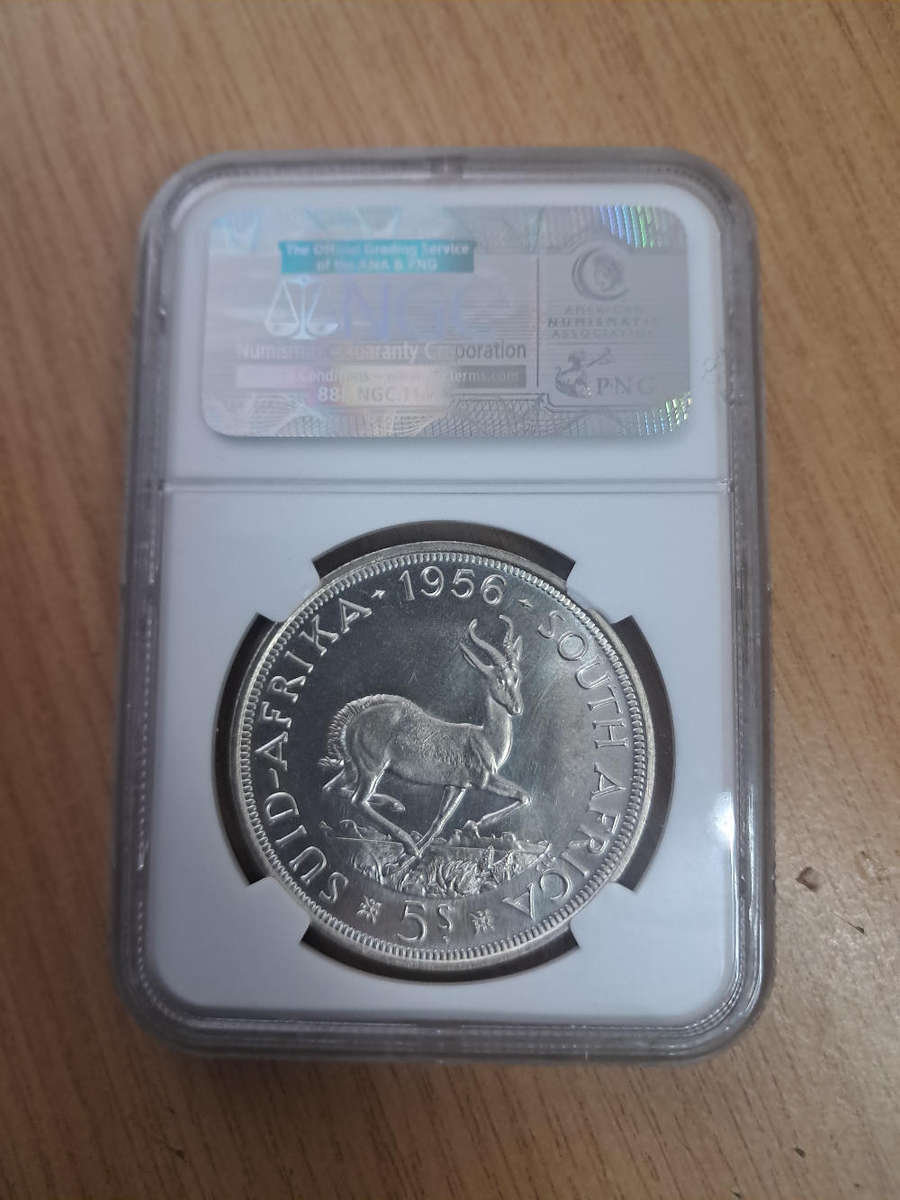 The Official Grading Service
of the ANA & PNG
NGC
Numismatic Guaranty Corporation
AMERICAN
NUMISMATIC
ASSOCIATION
PNG
SUID-AFRIKA · 1956 · SOUTH AFRICA
5S